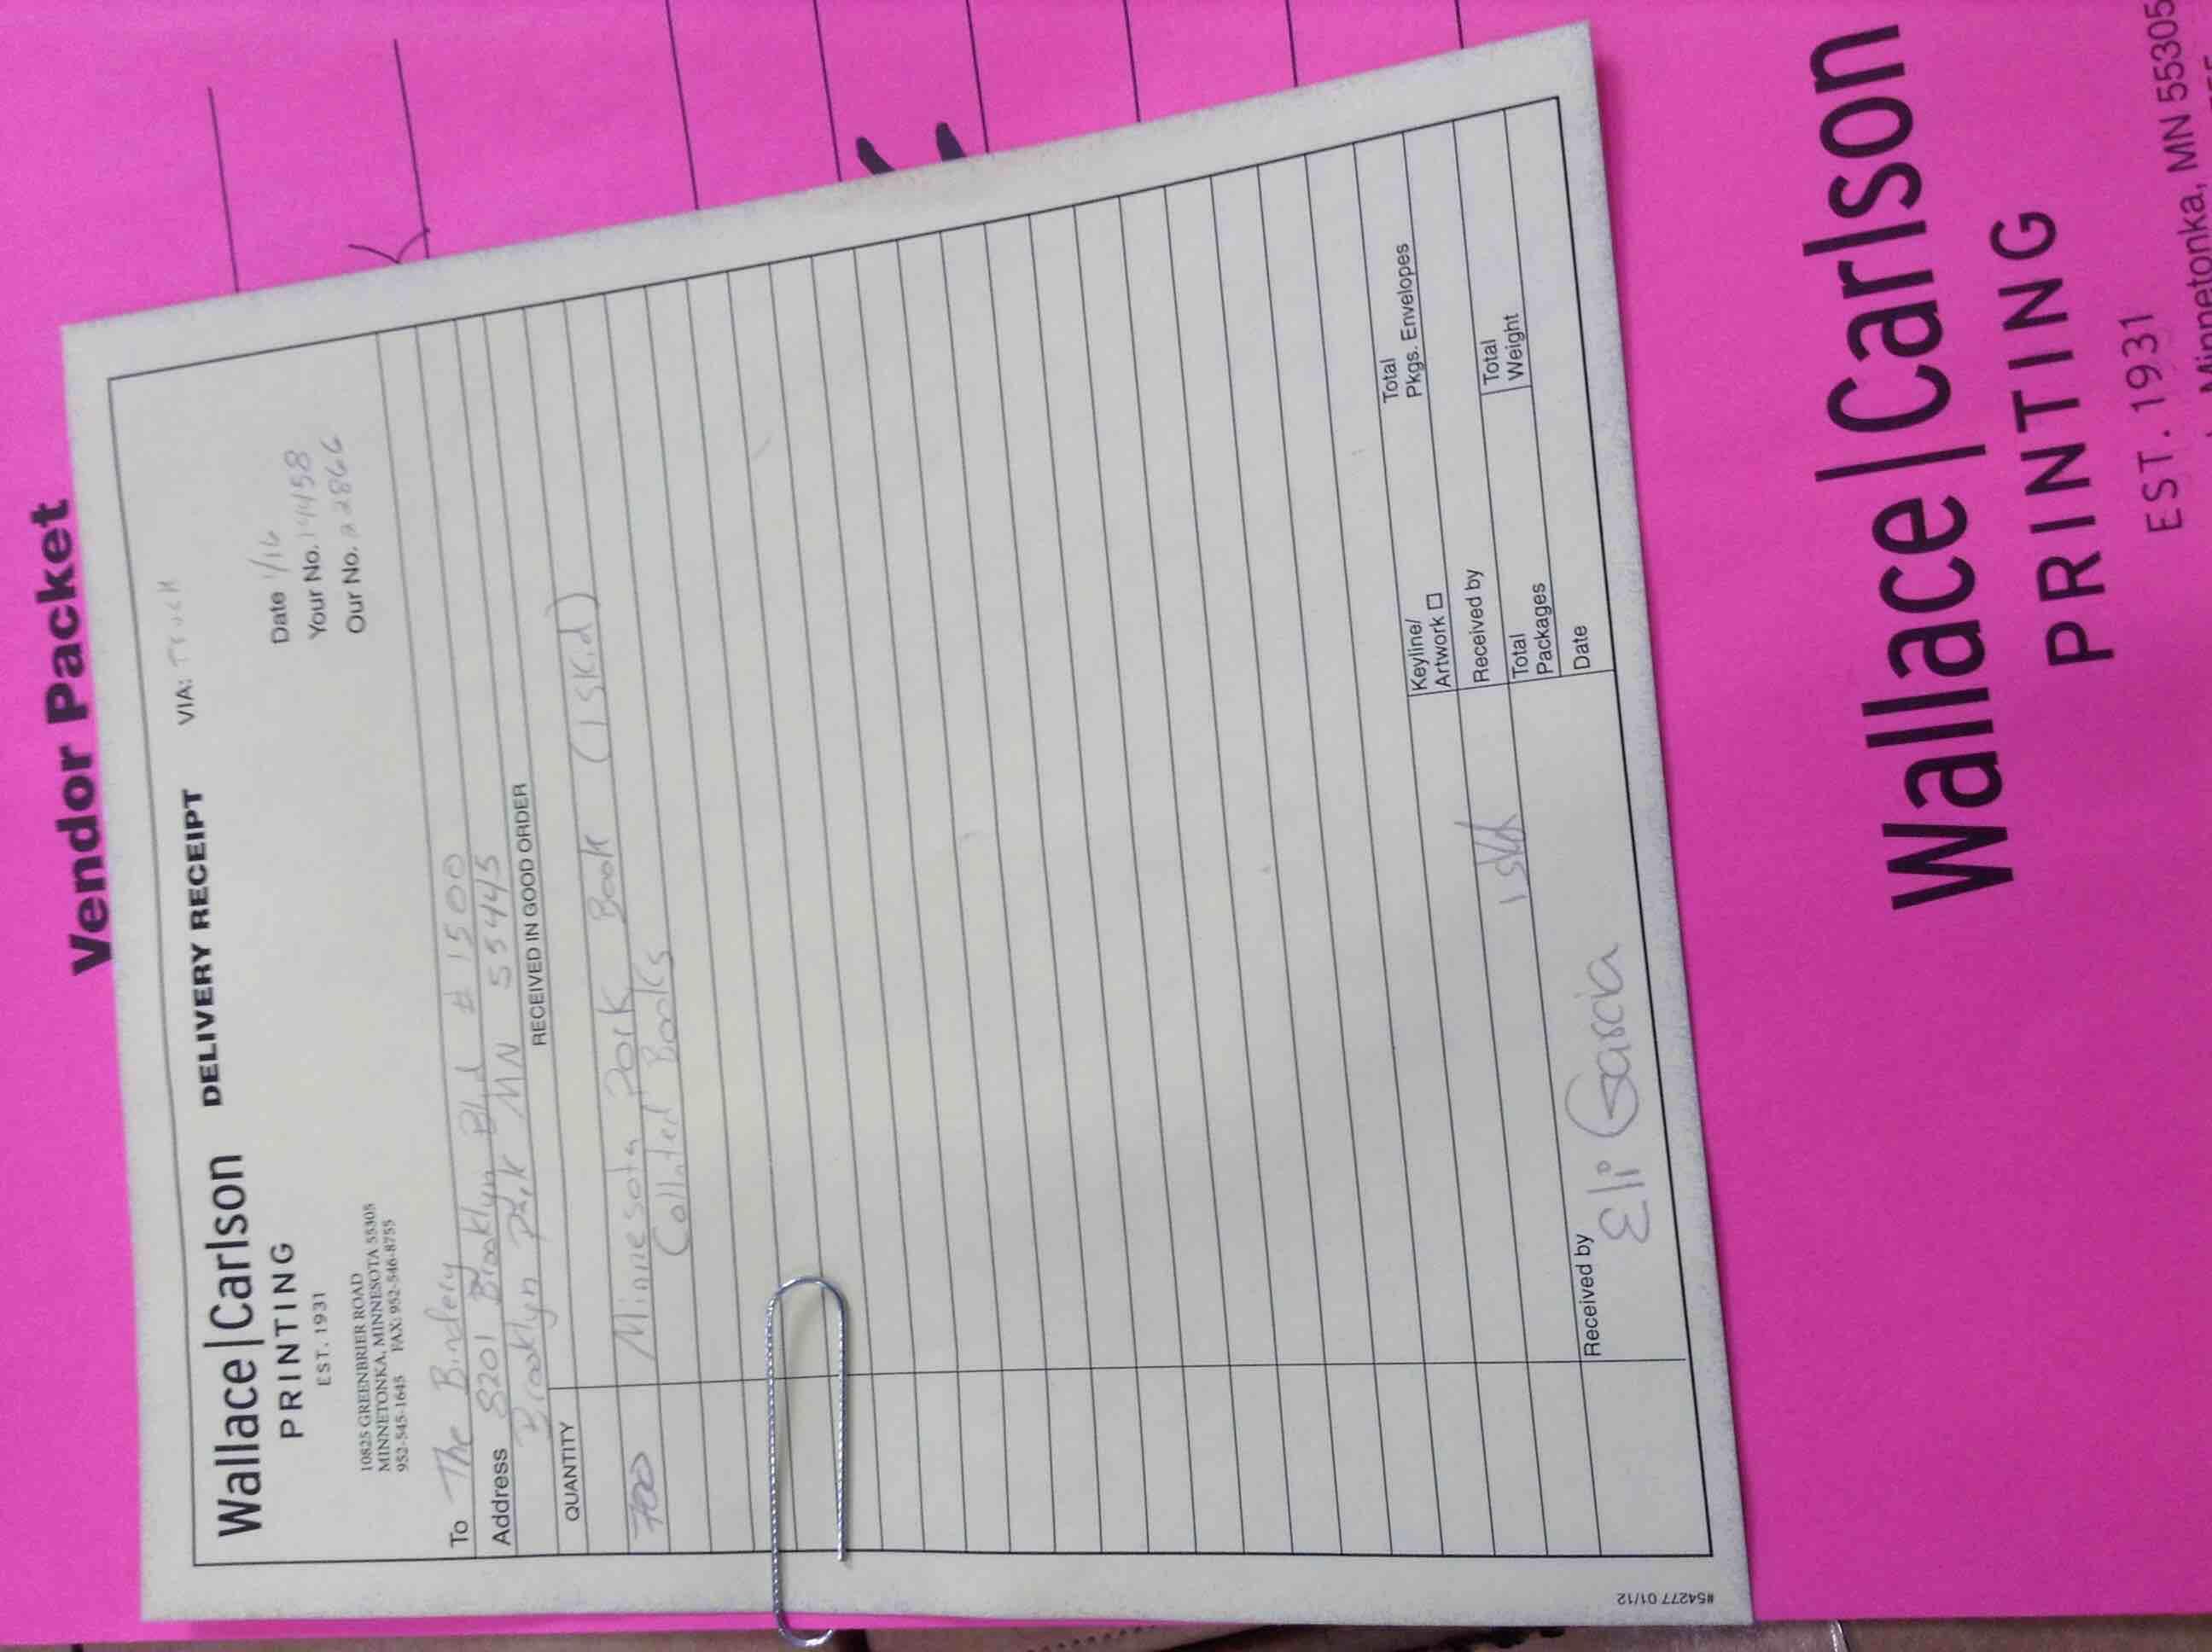 Vendor Packet
Wallace|Carlson DELIVERY RECEIPT VIA: Truck
PRINTING
EST. 1931
Date 1/16
Your No. 144158
Our No. 222866
10825 GREENBRIER ROAD
MINNETONKA, MINNESOTA 55305
952-545-1645 FAX: 952-546-8755
To The Bindery
Address 8201 Brooklyn Blvd # 1500
Brooklyn Park MN 55445
RECEIVED IN GOOD ORDER
QUANTITY
700 Minnesota Pork Book (1 SKid)
Collated Books
Keyline/
Artwork
Total
Pkgs. Envelopes
Received by
Total
Packages
Total
Weight
1 skd
Date
Received by
Eli Garcia
#54277 01/12
Wallace|Carlson
PRINTING
EST. 1931
Minnetonka, MN 55305